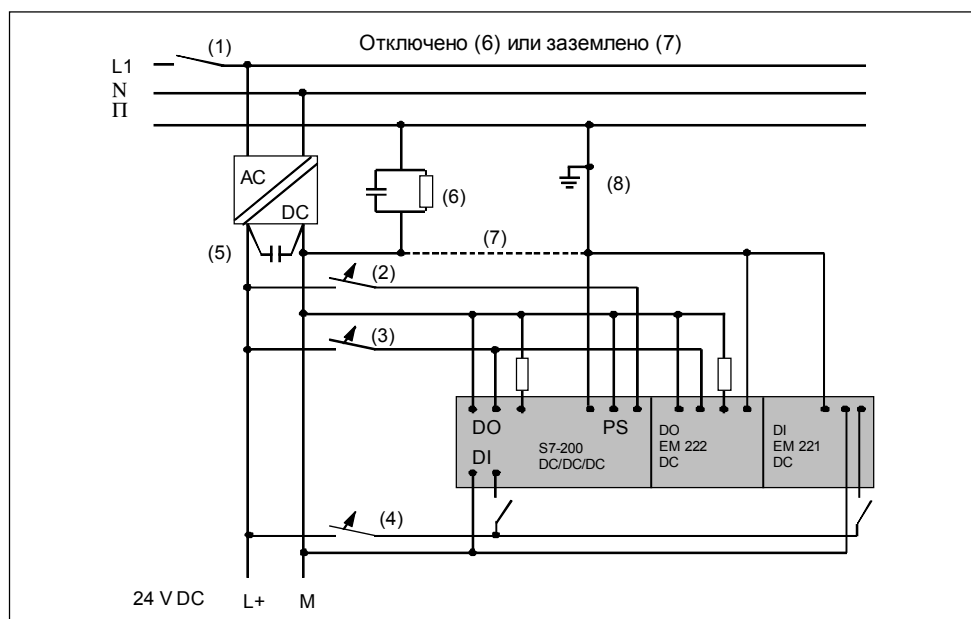 Отключено (6) или заземлено (7)
(1)
L1
N
П
AC
DC
(6)
(8)
(5)
(7)
(2)
(3)
DO
PS
DI
S7-200
DC/DC/DC
DO
EM 222
DC
DI
EM 221
DC
(4)
24 V DC
L+
M